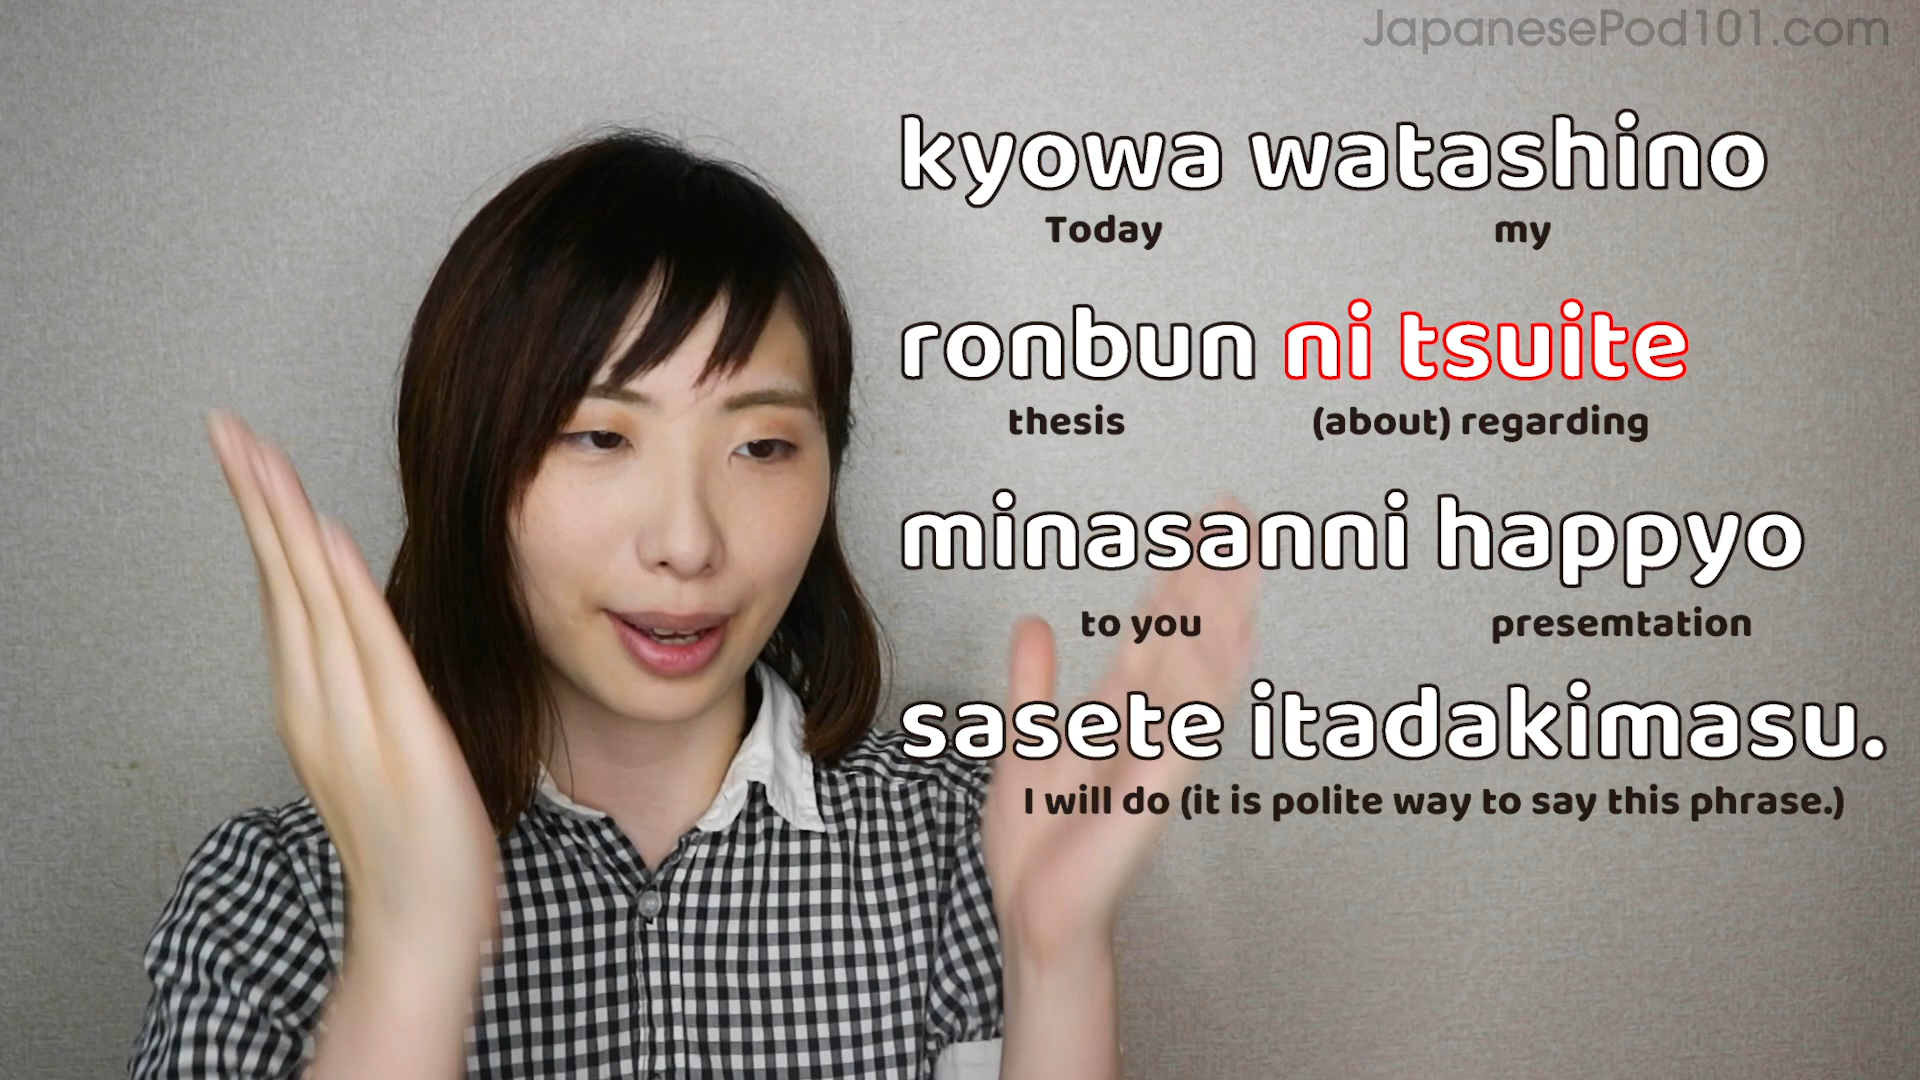 JapanesePod101.com
kyowa watashino
Today my
ronbun ni tsuite
thesis (about) regarding
minasanni happyo
to you presemtation
sasete itadakimasu.
I will do (it is polite way to say this phrase.)